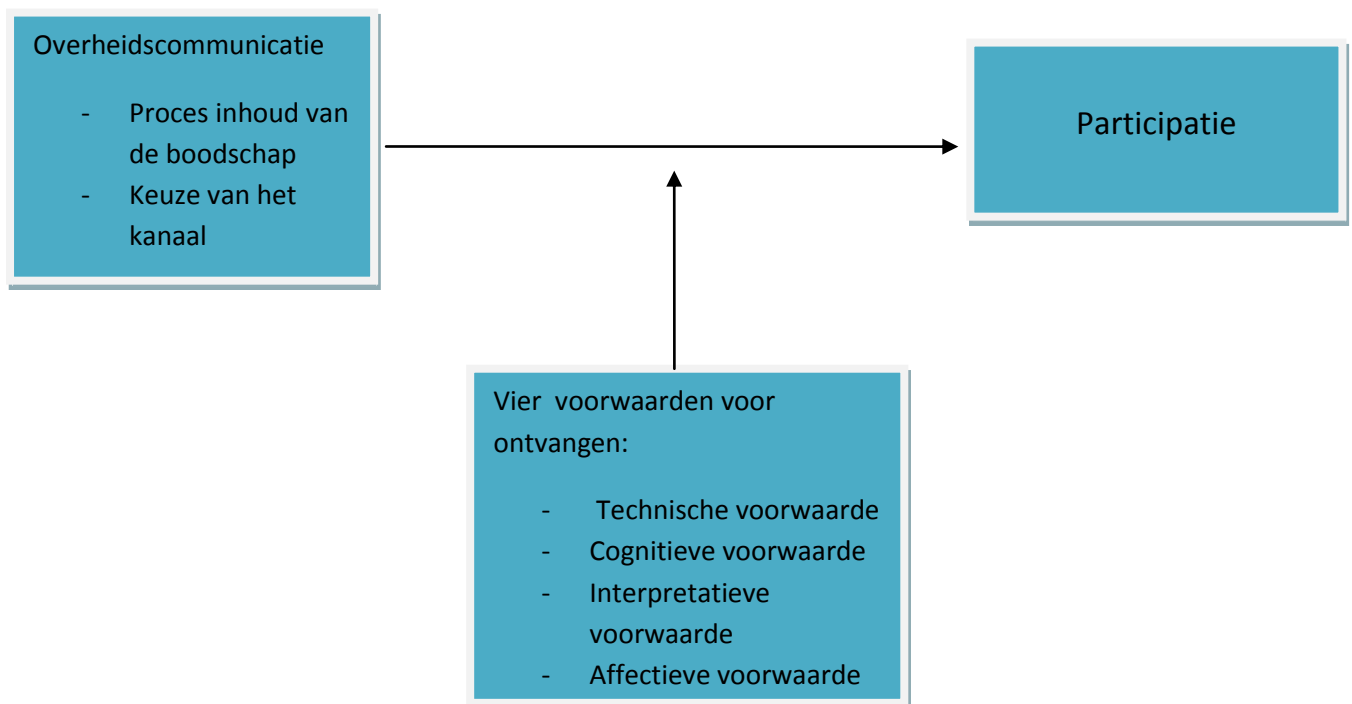 Overheidscommunicatie
- Proces inhoud van
de boodschap
- Keuze van het
kanaal
Participatie
Vier voorwaarden voor
ontvangen:
- Technische voorwaarde
- Cognitieve voorwaarde
- Interpretatieve
voorwaarde
- Affectieve voorwaarde